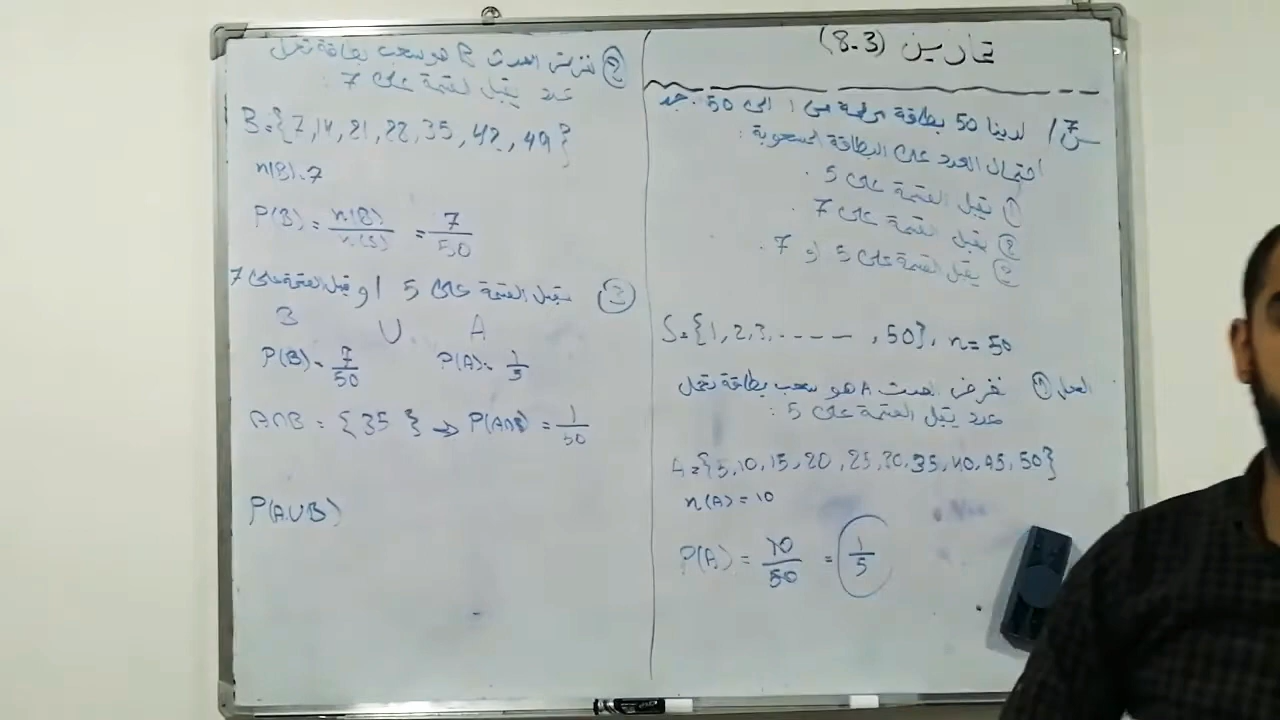 تمارين (8.3)
س7/ لدينا 50 بطاقة مرقمة من 1 الى 50. جد
احتمال العدد على البطاقة المسحوبة:
① يقبل القسمة على 5.
② يقبل القسمة على 7.
③ يقبل القسمة على 5 او 7.
S={1,2,3,-----,50}, n=50
الحل ① نفرض الحدث A هو سحب بطاقة تحمل
عدد يقبل القسمة على 5:
A={5,10,15,20,25,30,35,40,45,50}
n(A)=10
P(A) = 10/50 = 1/5
② نفرض الحدث B هو سحب بطاقة تحمل
عدد يقبل القسمة على 7:
B={7,14,21,28,35,42,49}
n(B)=7
P(B) = n(B)/n(S) = 7/50
③ يقبل القسمة على 5 او يقبل القسمة على 7
B U A
P(B)=7/50 P(A)=1/5
A∩B = {35} → P(A∩B) = 1/50
P(A∪B)